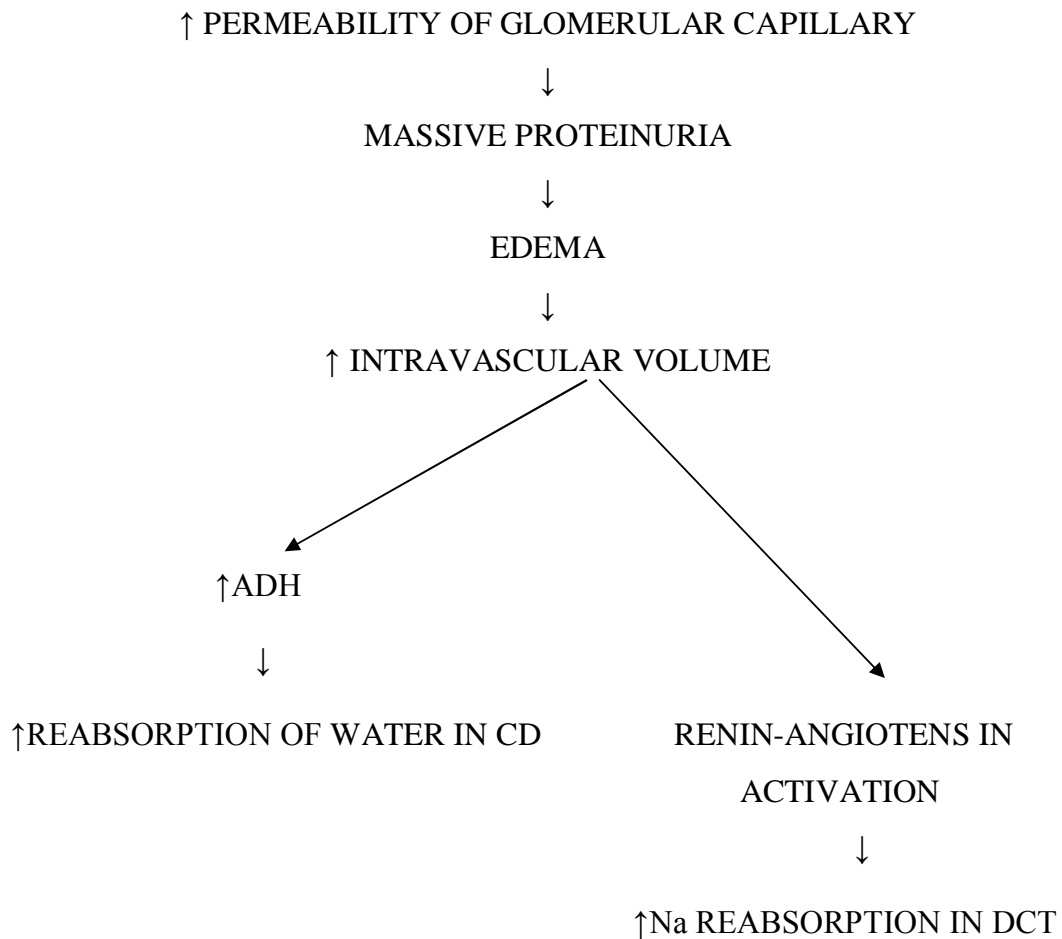 ↑ PERMEABILITY OF GLOMERULAR CAPILLARY
↓
MASSIVE PROTEINURIA
↓
EDEMA
↓
↑ INTRAVASCULAR VOLUME
↑ADH
↓
↑REABSORPTION OF WATER IN CD
RENIN-ANGIOTENS IN
ACTIVATION
↓
↑Na REABSORPTION IN DCT